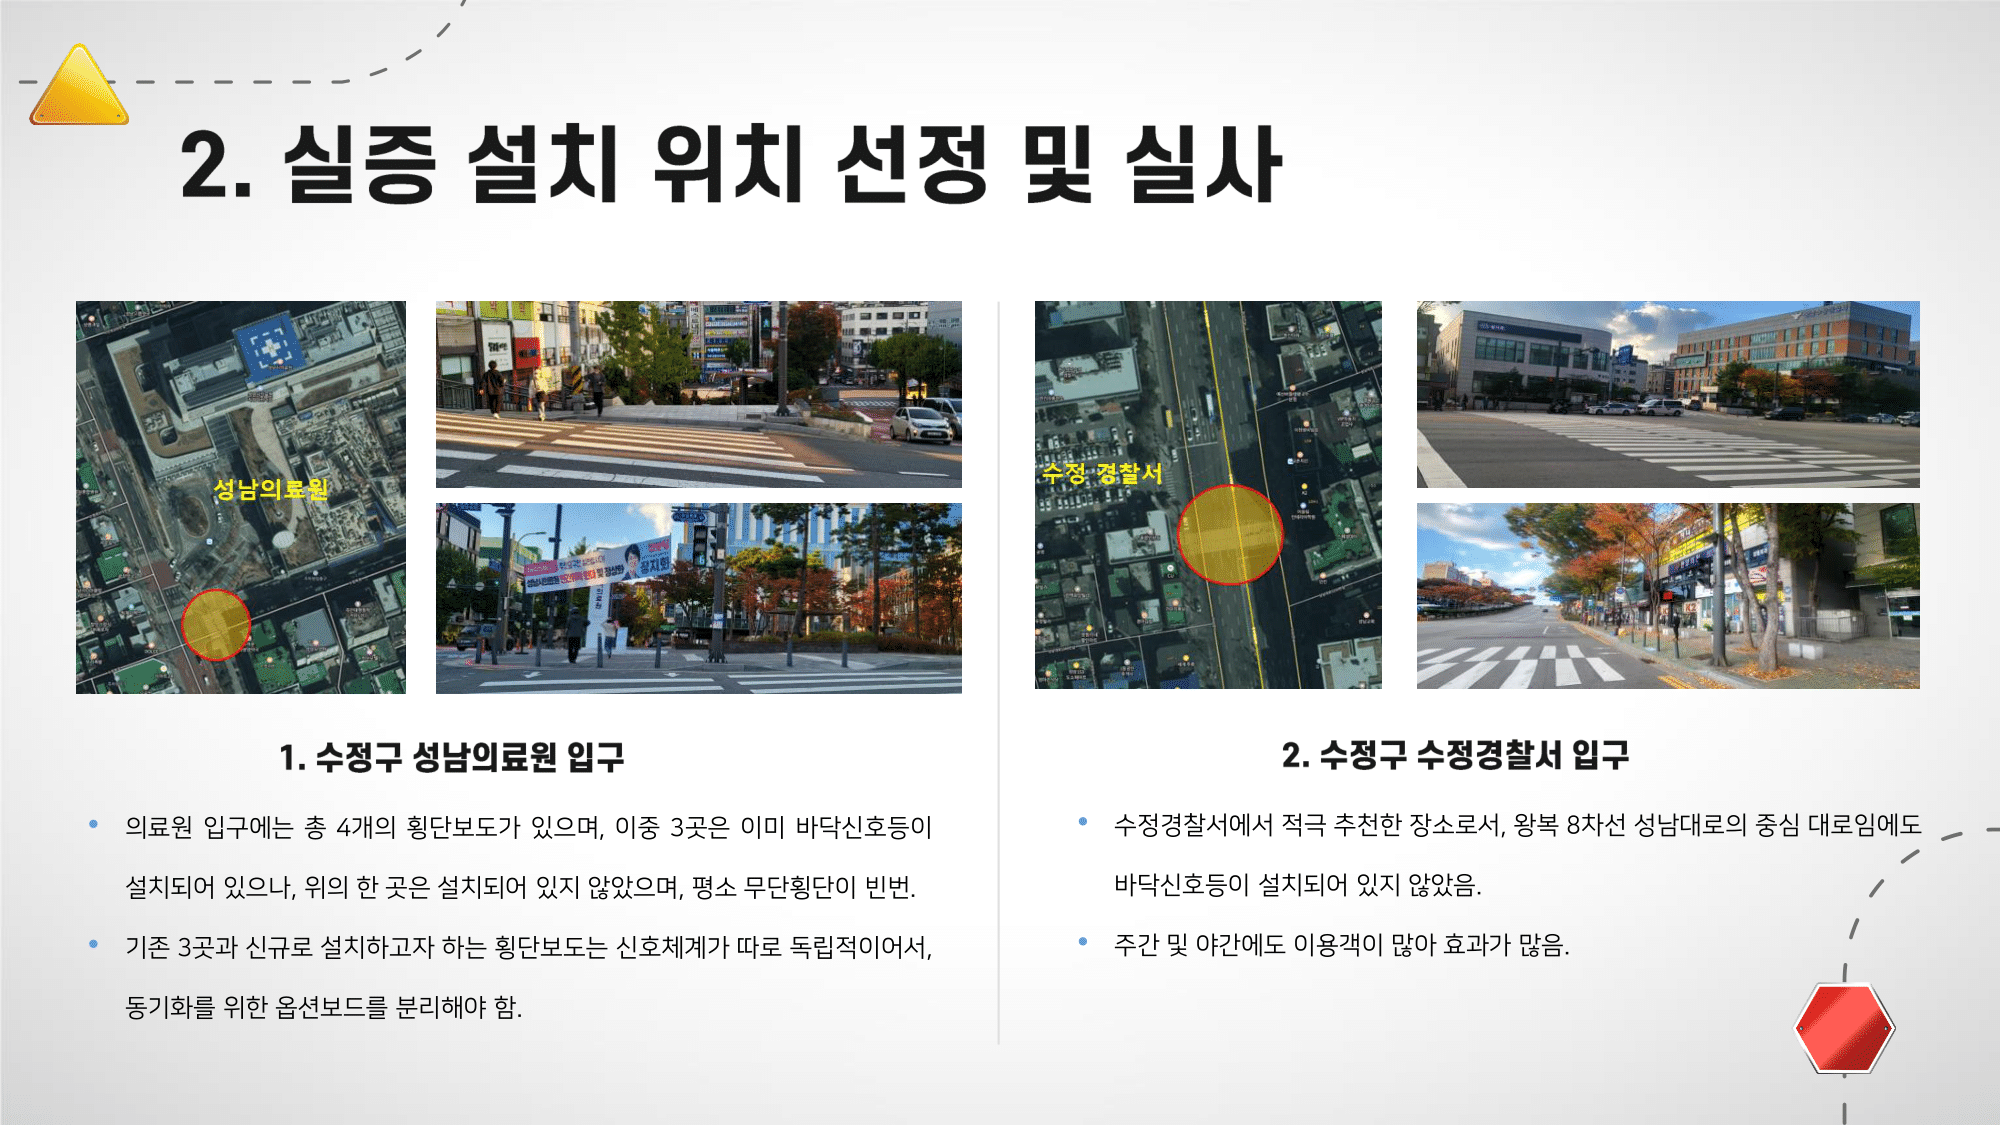 2. 실증 설치 위치 선정 및 실사
성남의료원
수정 경찰서
1. 수정구 성남의료원 입구
의료원 입구에는 총 4개의 횡단보도가 있으며, 이중 3곳은 이미 바닥신호등이
설치되어 있으나, 위의 한 곳은 설치되어 있지 않았으며, 평소 무단횡단이 빈번.
기존 3곳과 신규로 설치하고자 하는 횡단보도는 신호체계가 따로 독립적이어서,
동기화를 위한 옵션보드를 분리해야 함.
2. 수정구 수정경찰서 입구
수정경찰서에서 적극 추천한 장소로서, 왕복 8차선 성남대로의 중심 대로임에도
바닥신호등이 설치되어 있지 않았음.
주간 및 야간에도 이용객이 많아 효과가 많음.